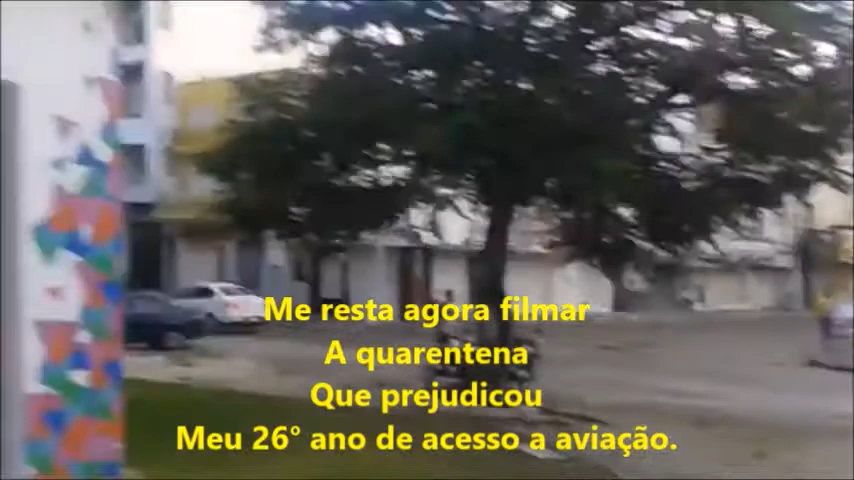 Me resta agora filmar
A quarentena
Que prejudicou
Meu 26° ano de acesso a aviação.